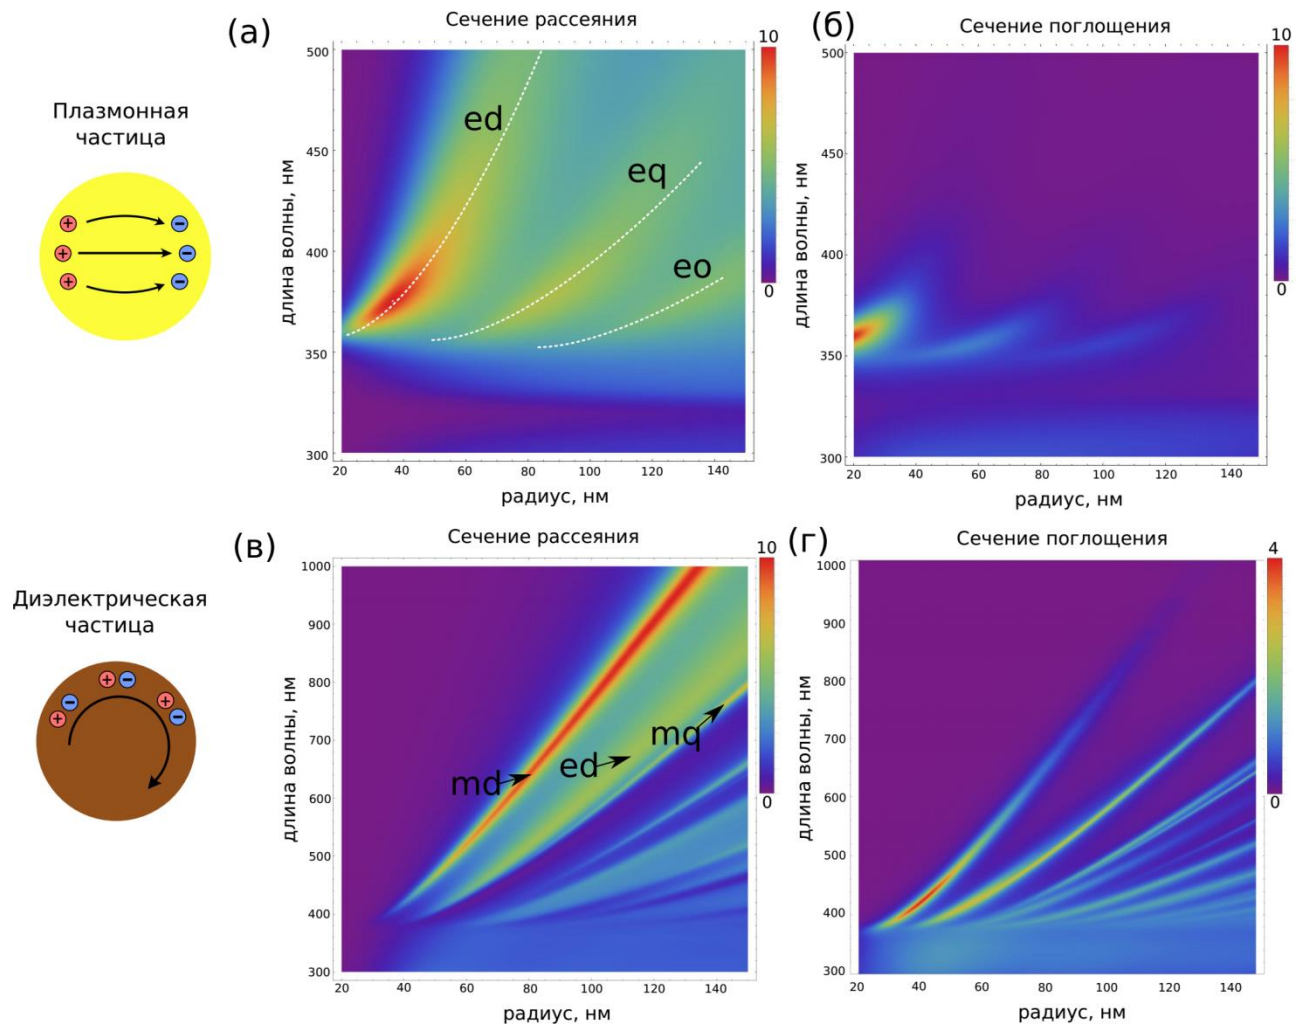 (а)
Сечение рассеяния
(б)
Сечение поглощения
Плазмонная
частица
+
+
+
−
−
−
длина волны, нм
500
450
400
350
300
20
40
60
80
100
120
140
радиус, нм
ed
eq
eo
10
0
длина волны, нм
500
450
400
350
300
20
40
60
80
100
120
140
радиус, нм
10
0
(в)
Сечение рассеяния
(г)
Сечение поглощения
Диэлектрическая
частица
+
−
+
−
+
−
длина волны, нм
1000
900
800
700
600
500
400
300
20
40
60
80
100
120
140
радиус, нм
md
ed
mq
10
0
длина волны, нм
1000
900
800
700
600
500
400
300
20
40
60
80
100
120
140
радиус, нм
4
0